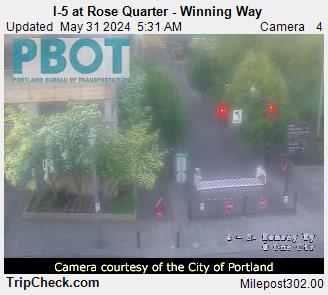 I-5 at Rose Quarter - Winning Way
Updated May 31 2024 5:31 AM Camera 4
PBOT
PORTLAND BUREAU OF TRANSPORTATION
Camera courtesy of the City of Portland
TripCheck.com Milepost302.00